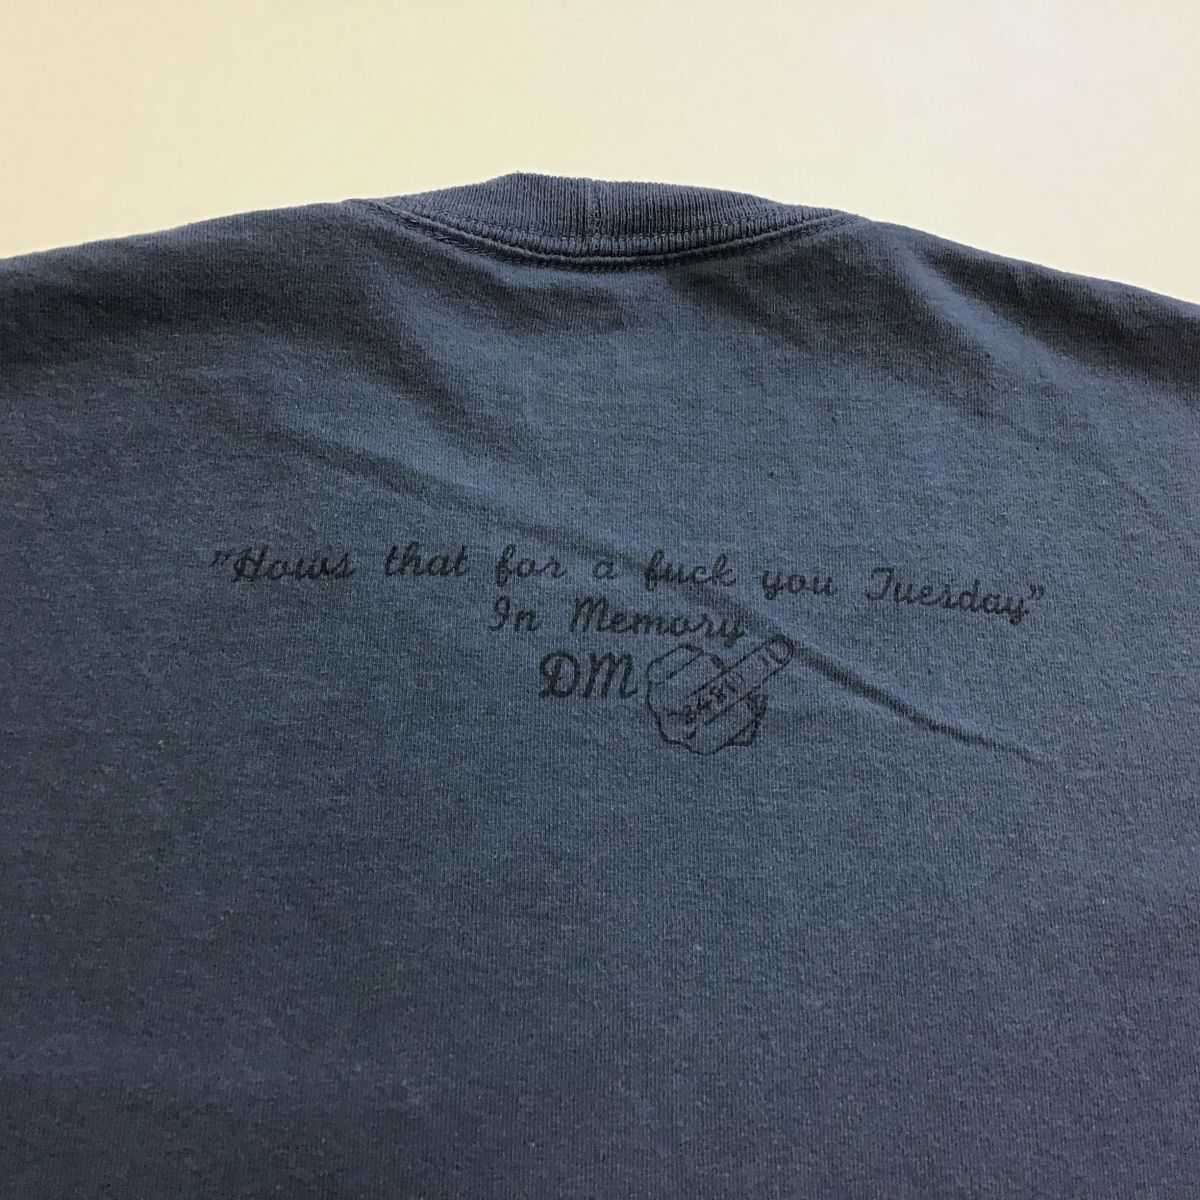 "Hows that for a fuck you Tuesday"
In Memory
DM